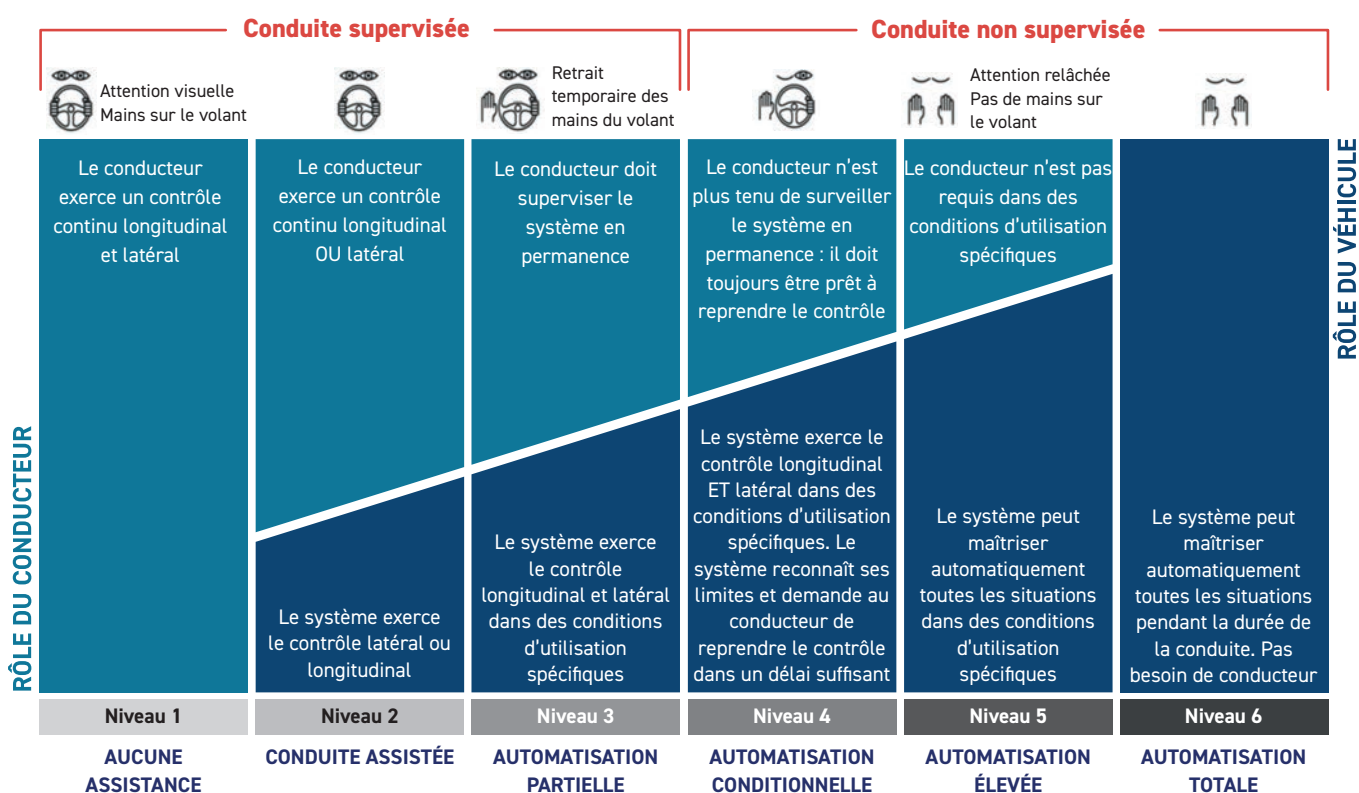 Conduite supervisée
Conduite non supervisée
Attention visuelle
Mains sur le volant
Retrait
temporaire des
mains du volant
Attention relâchée
Pas de mains sur
le volant
RÔLE DU CONDUCTEUR
Le conducteur
exerce un contrôle
continu longitudinal
et latéral
Le conducteur
exerce un contrôle
continu longitudinal
OU latéral
Le conducteur doit
superviser le
système en
permanence
Le conducteur n’est
plus tenu de surveiller
le système en
permanence : il doit
toujours être prêt à
reprendre le contrôle
Le conducteur n’est pas
requis dans des
conditions d’utilisation
spécifiques
RÔLE DU VÉHICULE
Le système exerce
le contrôle latéral ou
longitudinal
Le système exerce
le contrôle
longitudinal et latéral
dans des conditions
d’utilisation
spécifiques
Le système exerce le
contrôle longitudinal
ET latéral dans des
conditions d’utilisation
spécifiques. Le
système reconnaît ses
limites et demande au
conducteur de
reprendre le contrôle
dans un délai suffisant
Le système peut
maîtriser
automatiquement
toutes les situations
dans des conditions
d’utilisation
spécifiques
Le système peut
maîtriser
automatiquement
toutes les situations
pendant la durée de
la conduite. Pas
besoin de conducteur
Niveau 1
Niveau 2
Niveau 3
Niveau 4
Niveau 5
Niveau 6
AUCUNE
ASSISTANCE
CONDUITE ASSISTÉE
AUTOMATISATION
PARTIELLE
AUTOMATISATION
CONDITIONNELLE
AUTOMATISATION
ÉLEVÉE
AUTOMATISATION
TOTALE